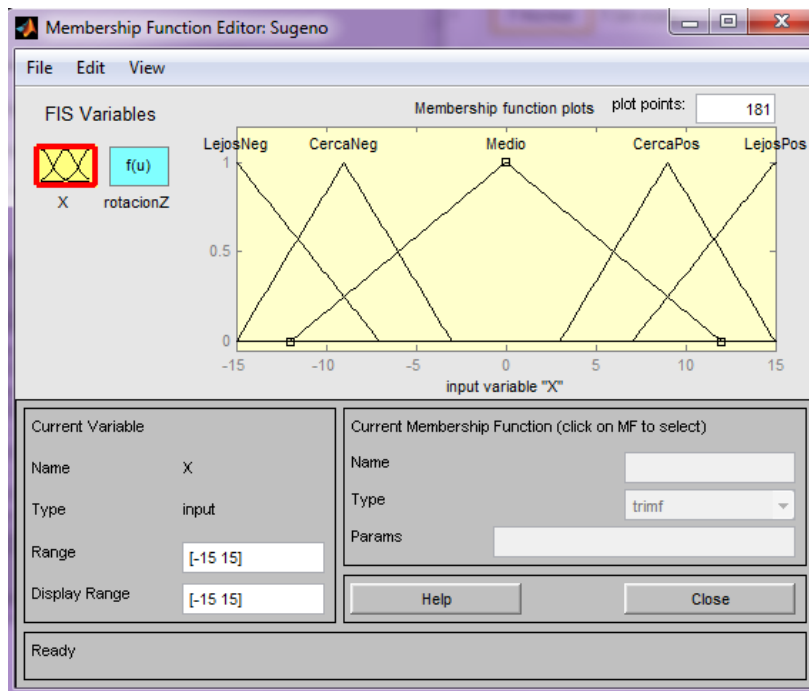 Membership Function Editor: Sugeno
File Edit View
FIS Variables
f(u)
X rotacionZ
Membership function plots plot points: 181
LejosNeg CercaNeg Medio CercaPos LejosPos
1
0.5
0
-15 -10 -5 0 5 10 15
input variable "X"
Current Variable
Name X
Type input
Range [-15 15]
Display Range [-15 15]
Current Membership Function (click on MF to select)
Name
Type trimf
Params
Help Close
Ready